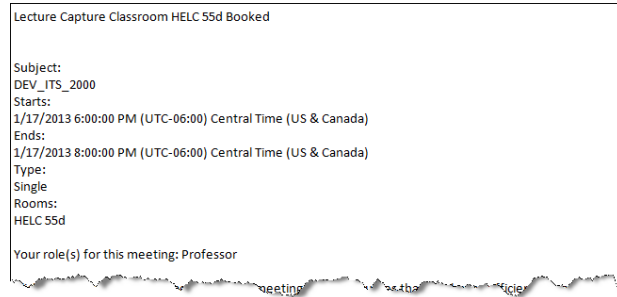 Lecture Capture Classroom HELC 55d Booked
Subject:
DEV_ITS_2000
Starts:
1/17/2013 6:00:00 PM (UTC-06:00) Central Time (US & Canada)
Ends:
1/17/2013 8:00:00 PM (UTC-06:00) Central Time (US & Canada)
Type:
Single
Rooms:
HELC 55d
Your role(s) for this meeting: Professor
meeting